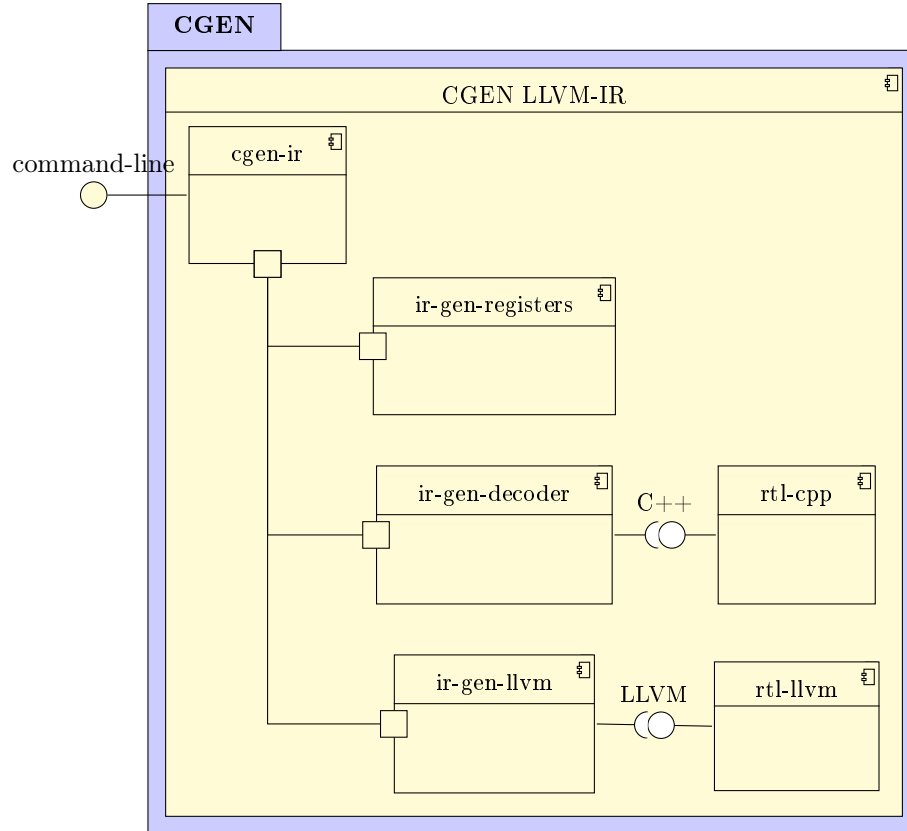 CGEN
CGEN LLVM-IR
cgen-ir
command-line
ir-gen-registers
ir-gen-decoder
C++
rtl-cpp
ir-gen-llvm
LLVM
rtl-llvm